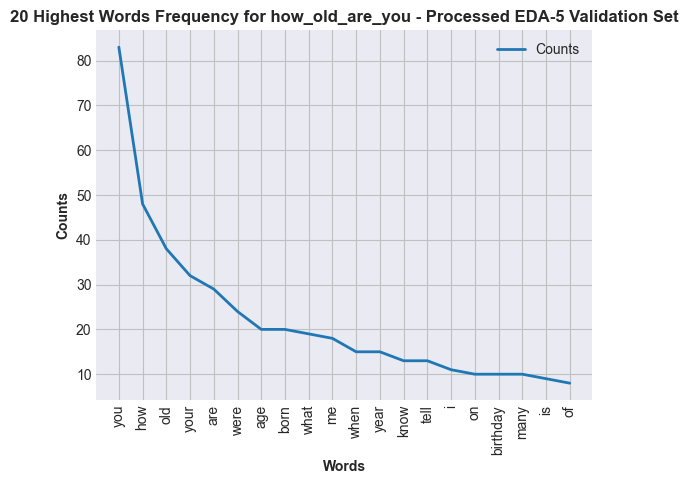 20 Highest Words Frequency for how_old_are_you - Processed EDA-5 Validation Set
Counts
80
70
60
50
40
30
20
10
Counts
you
how
old
your
are
were
age
born
what
me
when
year
know
tell
i
on
birthday
many
is
of
Words